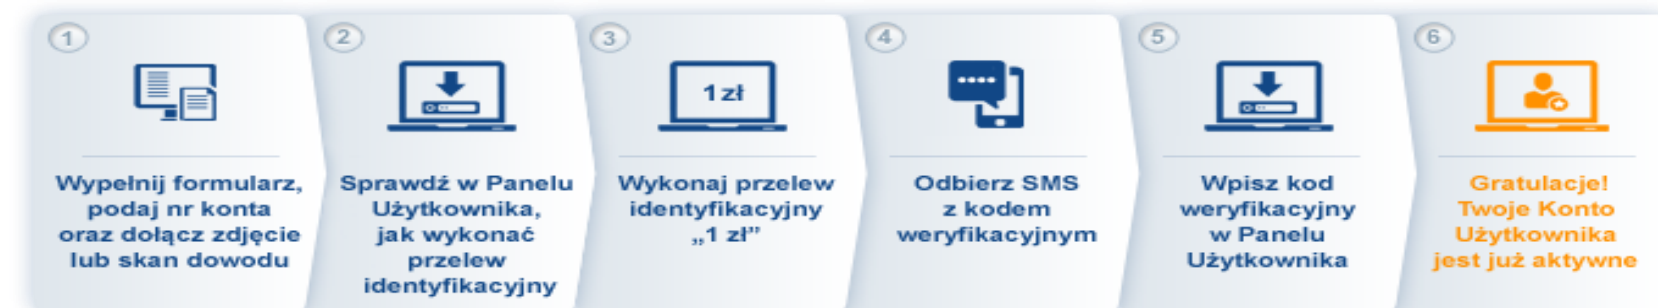 1
Wypełnij formularz,
podaj nr konta
oraz dołącz zdjęcie
lub skan dowodu
2
Sprawdź w Panelu
Użytkownika,
jak wykonać
przelew
identyfikacyjny
3
1 zł
Wykonaj przelew
identyfikacyjny
„1 zł”
4
Odbierz SMS
z kodem
weryfikacyjnym
5
Wpisz kod
weryfikacyjny
w Panelu
Użytkownika
6
Gratulacje!
Twoje Konto
Użytkownika
jest już aktywne